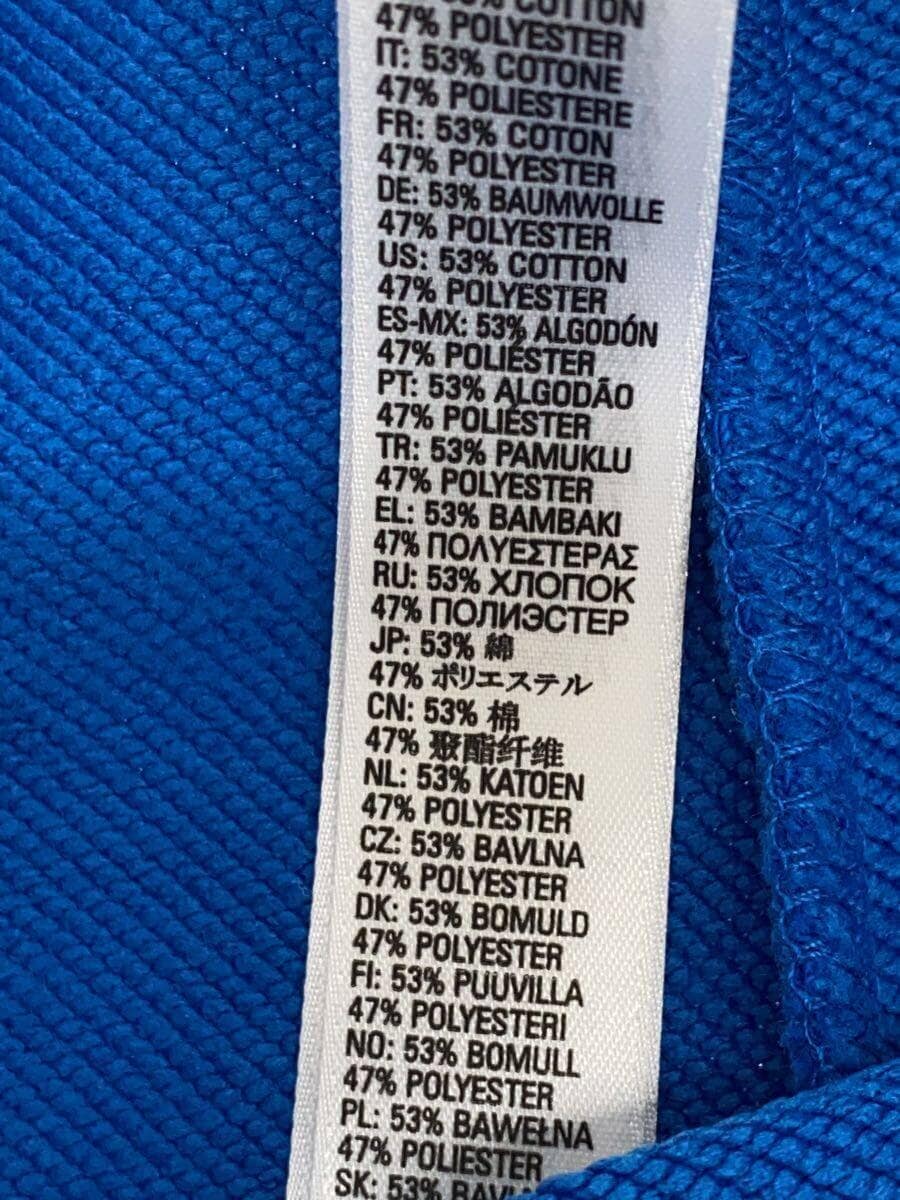 53% COTTON
47% POLYESTER
IT: 53% COTONE
47% POLIESTERE
FR: 53% COTON
47% POLYESTER
DE: 53% BAUMWOLLE
47% POLYESTER
US: 53% COTTON
47% POLYESTER
ES-MX: 53% ALGODÓN
47% POLIÉSTER
PT: 53% ALGODÃO
47% POLIÉSTER
TR: 53% PAMUKLU
47% POLYESTER
EL: 53% ΒΑΜΒΑΚΙ
47% ΠΟΛΥΕΣΤΕΡΑΣ
RU: 53% ХЛОПОК
47% ПОЛИЭСТЕР
JP: 53% 綿
47% ポリエステル
CN: 53% 棉
47% 聚酯纤维
NL: 53% KATOEN
47% POLYESTER
CZ: 53% BAVLNA
47% POLYESTER
DK: 53% BOMULD
47% POLYESTER
FI: 53% PUUVILLA
47% POLYESTERI
NO: 53% BOMULL
47% POLYESTER
PL: 53% BAWEŁNA
47% POLIESTER
SK: 53%